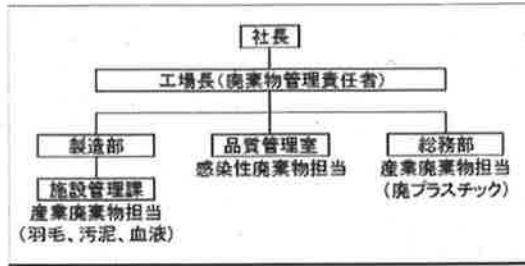 社長
工場長(廃棄物管理責任者)
製造部
品質管理室
総務部
感染性廃棄物担当
産業廃棄物担当
(廃プラスチック)
施設管理課
産業廃棄物担当
(羽毛、汚泥、血液)